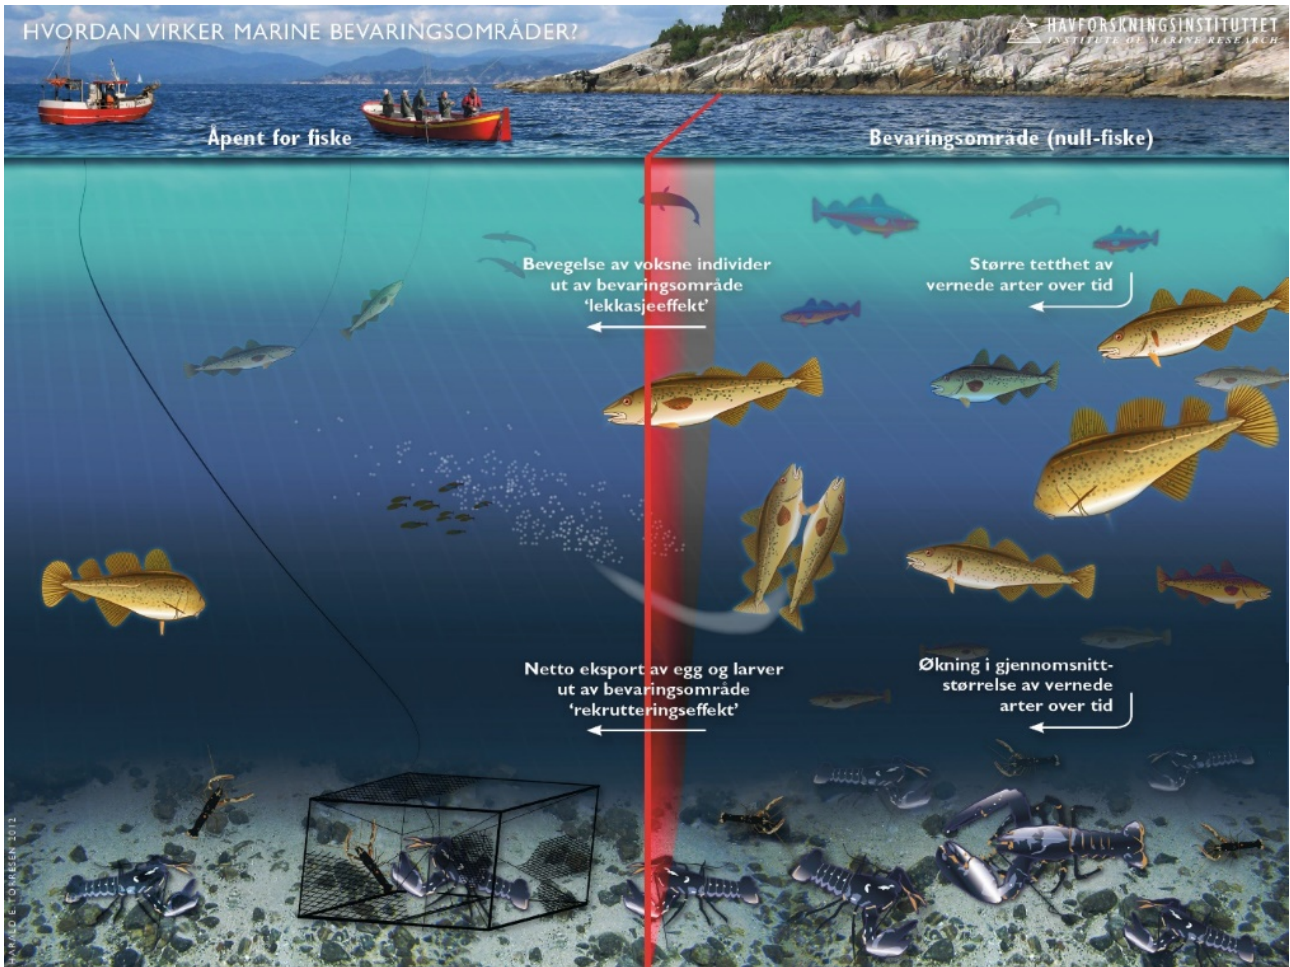 HVORDAN VIRKER MARINE BEVARINGSOMRÅDER?
HAVFORSKNINGSINSTITUTTET
INSTITUTE OF MARINE RESEARCH
Åpent for fiske
Bevaringsområde (null-fiske)
Bevegelse av voksne individer
ut av bevaringsområde
‘lekkasjeeffekt’
Større tetthet av
vernede arter over tid
Netto eksport av egg og larver
ut av bevaringsområde
‘rekrutteringseffekt’
Økning i gjennomsnitt-
størrelse av vernede
arter over tid
HARALD E. TØRRESEN 2012